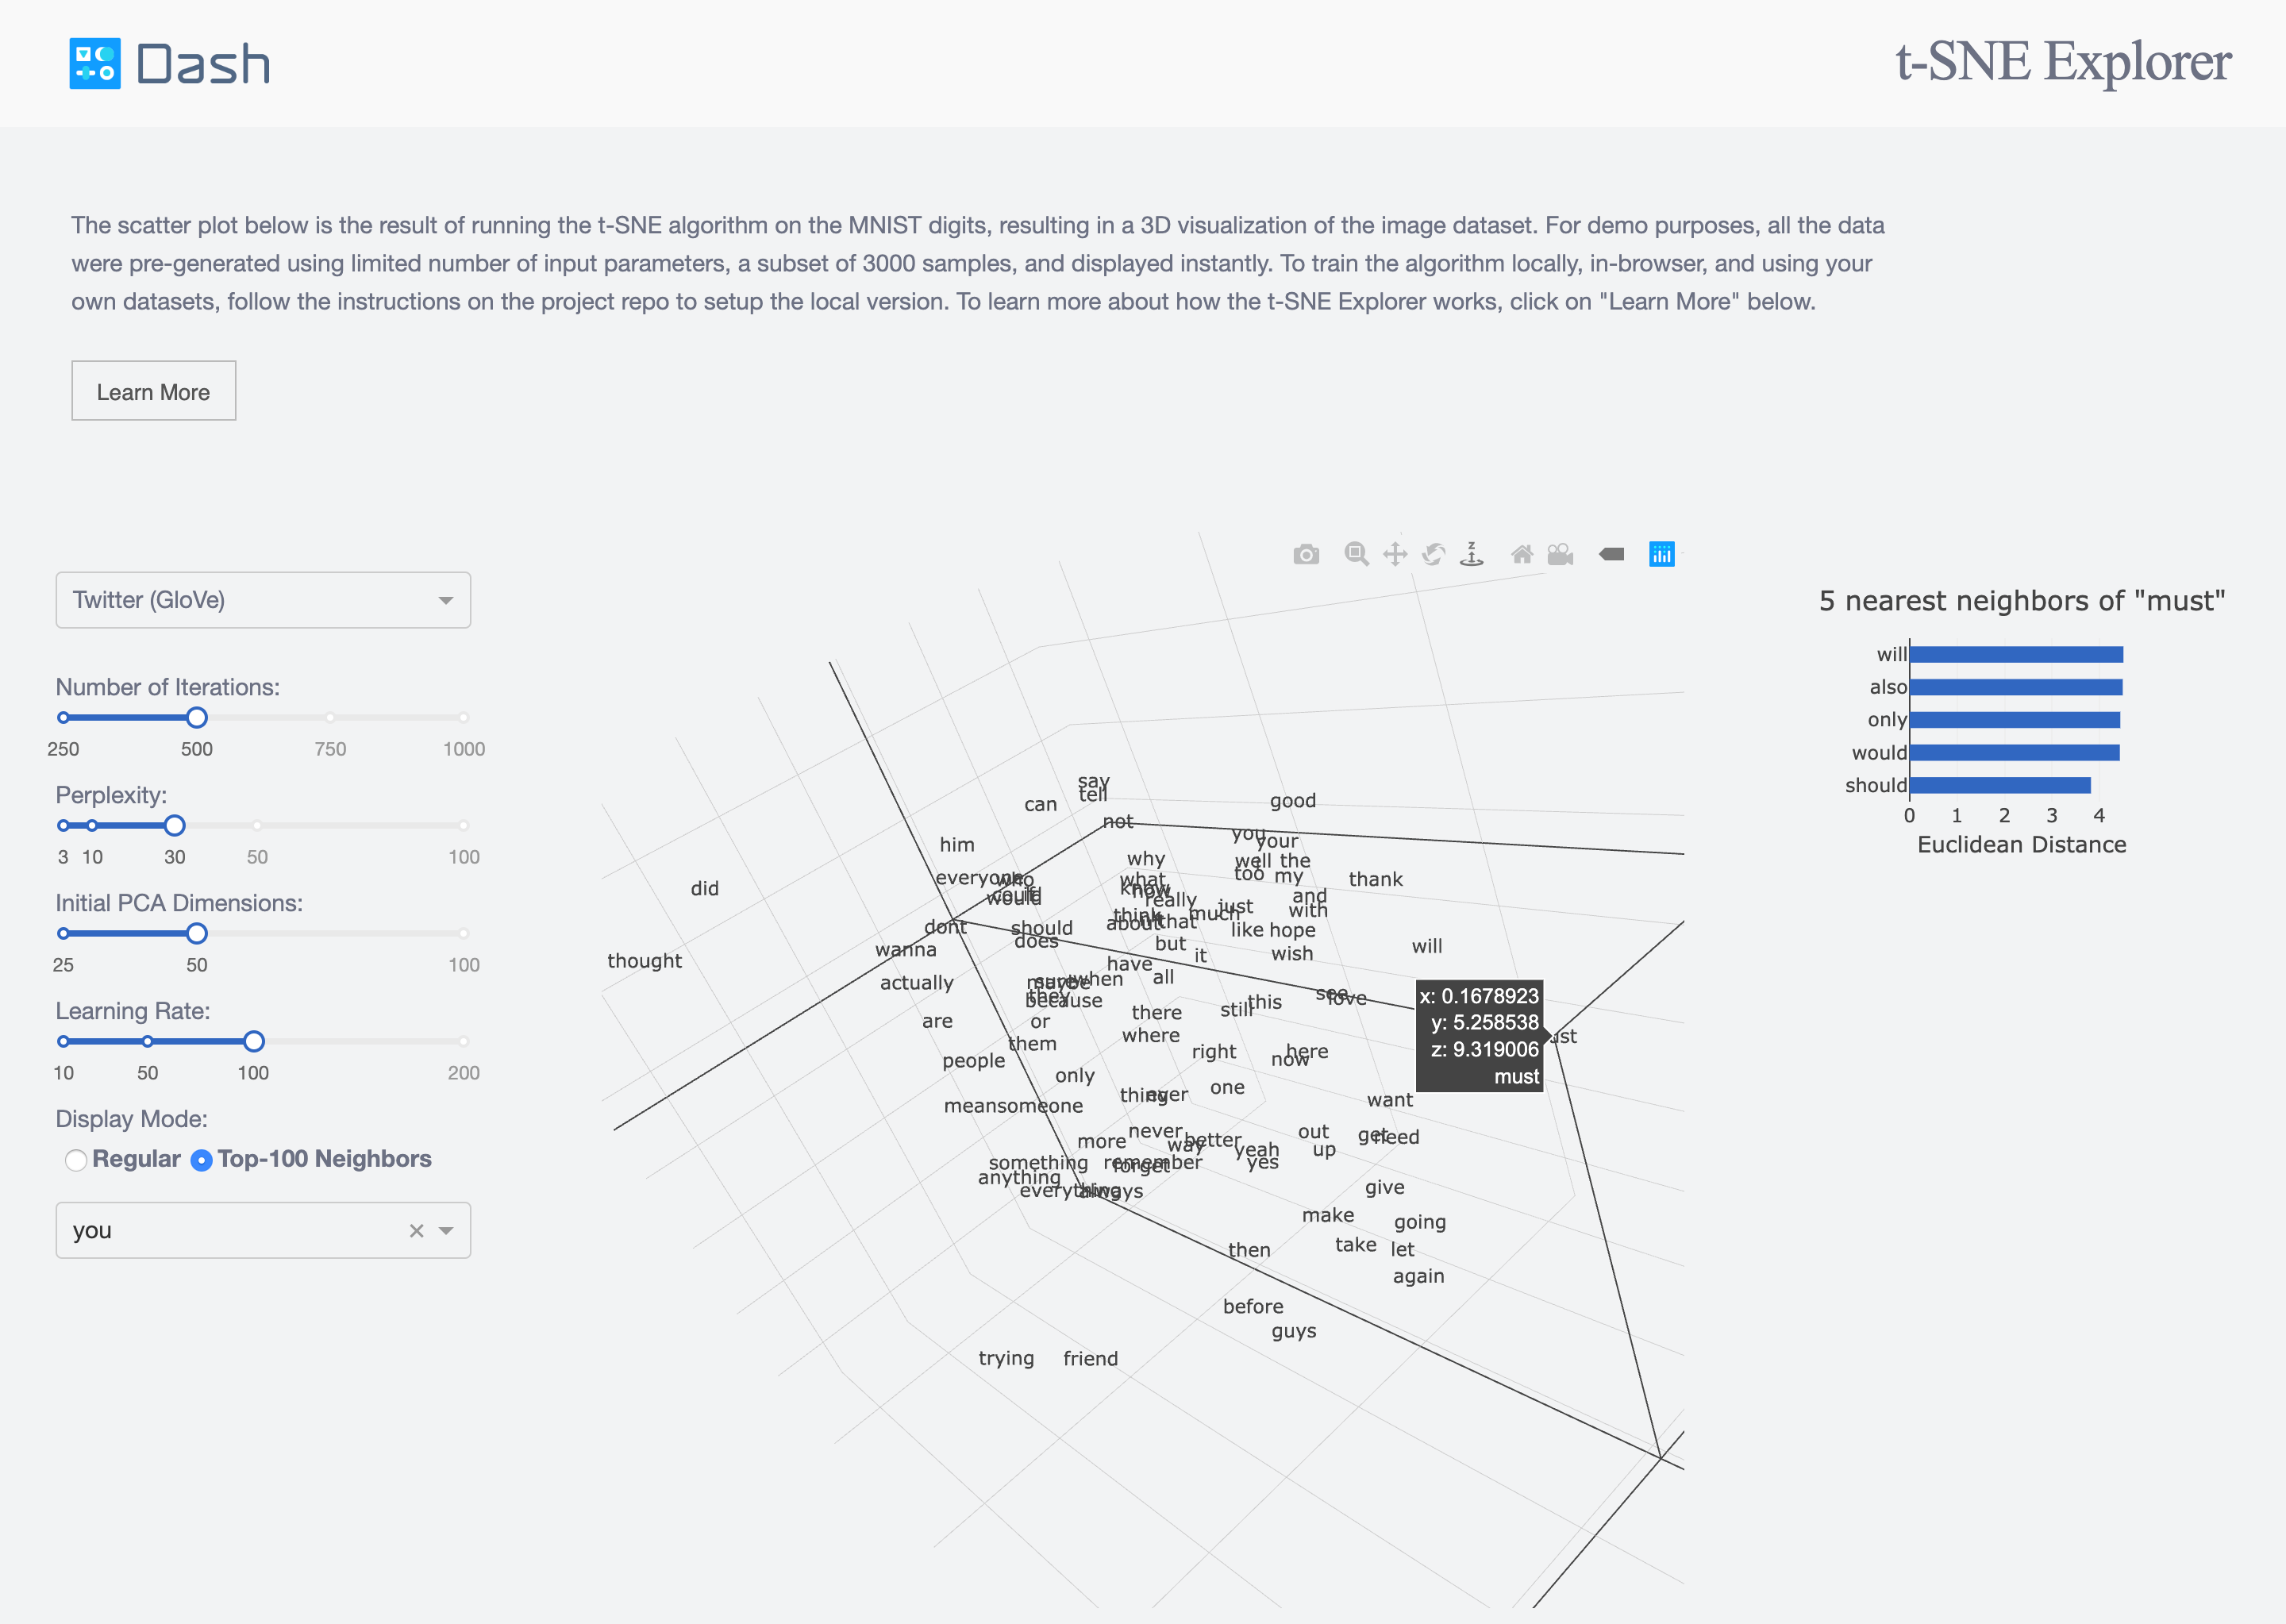 Dash
t-SNE Explorer
The scatter plot below is the result of running the t-SNE algorithm on the MNIST digits, resulting in a 3D visualization of the image dataset. For demo purposes, all the data
were pre-generated using limited number of input parameters, a subset of 3000 samples, and displayed instantly. To train the algorithm locally, in-browser, and using your
own datasets, follow the instructions on the project repo to setup the local version. To learn more about how the t-SNE Explorer works, click on "Learn More" below.
Learn More
Twitter (GloVe)
Number of Iterations:
250 500 750 1000
Perplexity:
3 10 30 50 100
Initial PCA Dimensions:
25 50 100
Learning Rate:
10 50 100 200
Display Mode:
Regular Top-100 Neighbors
you
z
say
tell
can
good
not
you
your
him
why
well the
too my
what
thank
everyone
who
did
know
now
could
would
really
and
just
with
much
think
about
that
dont
should
like hope
does
but
wanna
it
wish
will
thought
have
when
all
actually
maybe
they
because
see
love
this
still
there
are
or
where
them
right
here
now
people
only
one
thing
ever
mean
someone
want
never
out
get
need
more
way
better
yeah
up
something
remember
forget
yes
anything
everything
always
give
make
going
then
take
let
again
before
guys
trying
friend
x: 0.1678923
y: 5.258538
z: 9.319006
must
ust
5 nearest neighbors of "must"
will
also
only
would
should
0 1 2 3 4
Euclidean Distance